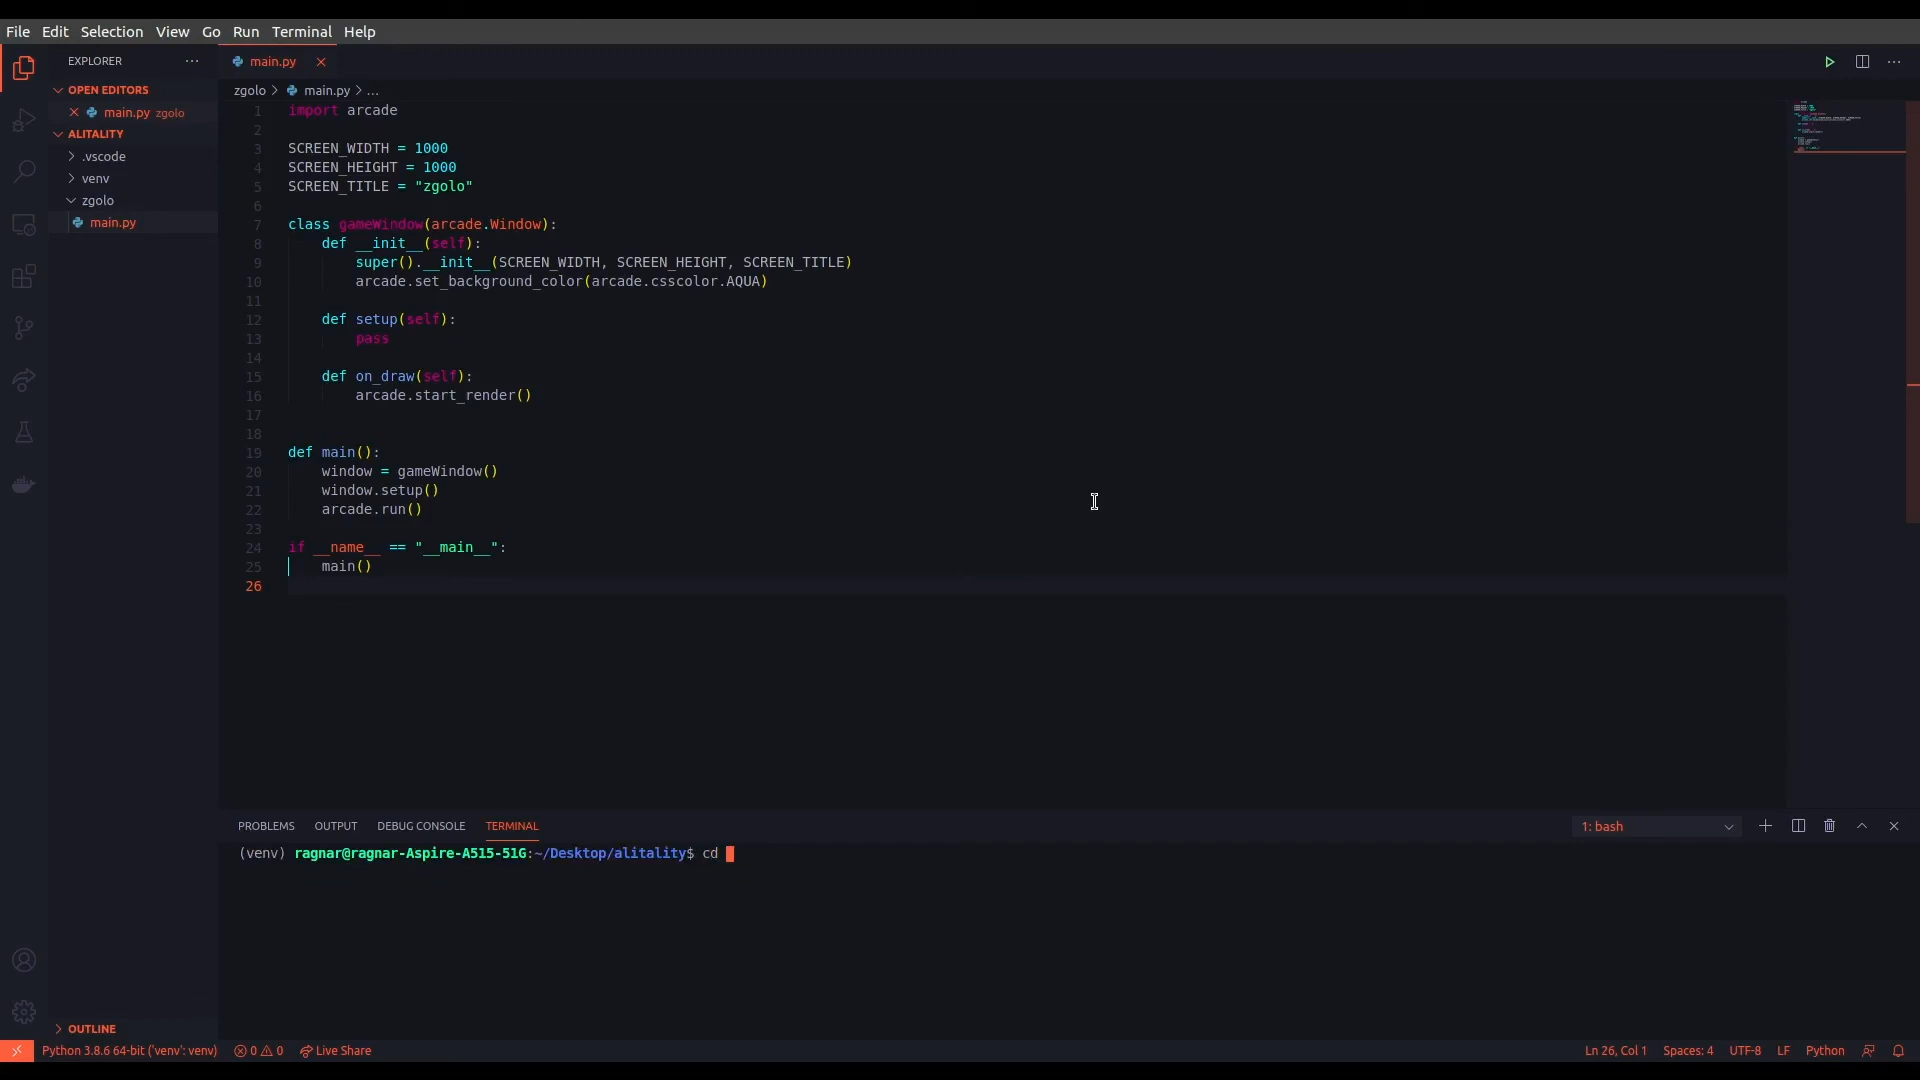 File Edit Selection View Go Run Terminal Help
EXPLORER ···
OPEN EDITORS
main.py zgolo
ALITALITY
.vscode
venv
zgolo
main.py
OUTLINE
main.py
zgolo > main.py > ...
1 import arcade
2
3 SCREEN_WIDTH = 1000
4 SCREEN_HEIGHT = 1000
5 SCREEN_TITLE = "zgolo"
6
7 class gameWindow(arcade.Window):
8     def __init__(self):
9         super().__init__(SCREEN_WIDTH, SCREEN_HEIGHT, SCREEN_TITLE)
10         arcade.set_background_color(arcade.csscolor.AQUA)
11
12     def setup(self):
13         pass
14
15     def on_draw(self):
16         arcade.start_render()
17
18
19 def main():
20     window = gameWindow()
21     window.setup()
22     arcade.run()
23
24 if __name__ == "__main__":
25     main()
26
PROBLEMS OUTPUT DEBUG CONSOLE TERMINAL 1: bash
(venv) ragnar@ragnar-Aspire-A515-51G:~/Desktop/alitality$ cd
Python 3.8.6 64-bit ('venv': venv) 0 0 Live Share Ln 26, Col 1 Spaces: 4 UTF-8 LF Python